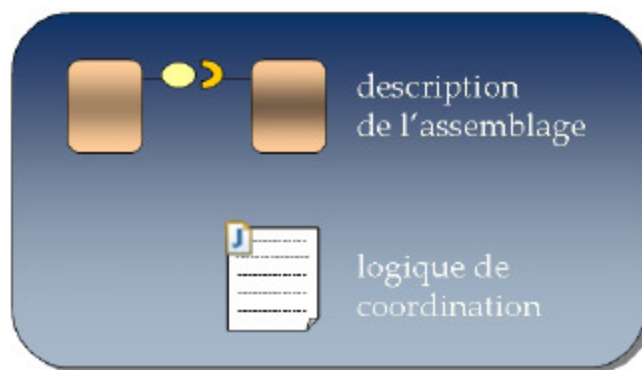 description
de l'assemblage
J
logique de
coordination